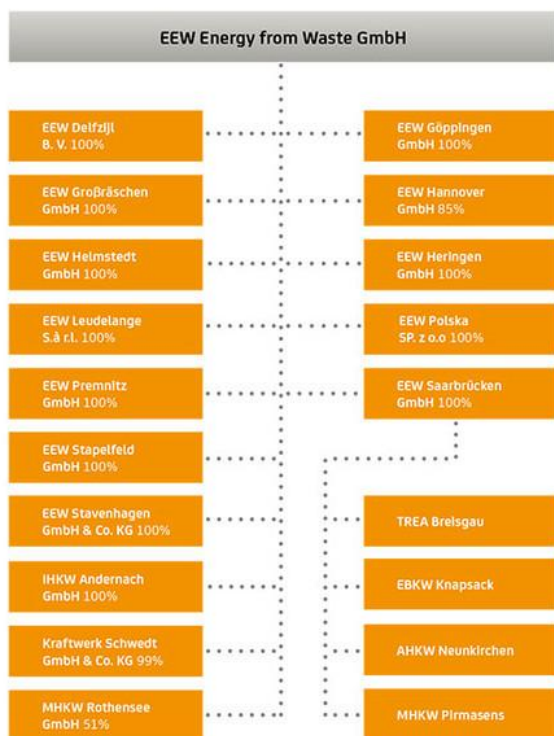 EEW Energy from Waste GmbH
EEW Delfzijl
B. V. 100%
EEW Großräschen
GmbH 100%
EEW Helmstedt
GmbH 100%
EEW Leudelange
S.à r.l. 100%
EEW Premnitz
GmbH 100%
EEW Stapelfeld
GmbH 100%
EEW Stavenhagen
GmbH & Co. KG 100%
IHKW Andernach
GmbH 100%
Kraftwerk Schwedt
GmbH & Co. KG 99%
MHKW Rothensee
GmbH 51%
EEW Göppingen
GmbH 100%
EEW Hannover
GmbH 85%
EEW Heringen
GmbH 100%
EEW Polska
SP. z o.o 100%
EEW Saarbrücken
GmbH 100%
TREA Breisgau
EBKW Knapsack
AHKW Neunkirchen
MHKW Pirmasens